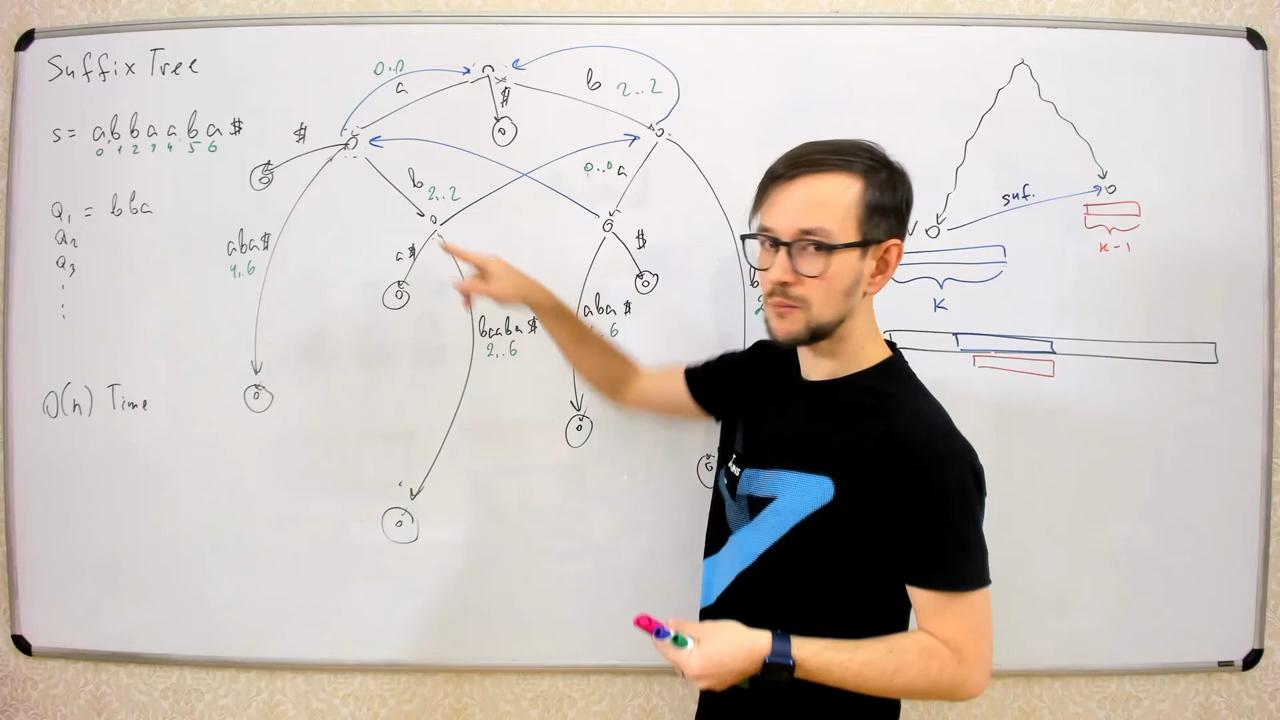 Suffix Tree
s = abbaaba$
0 1 2 3 4 5 6
Q₁ = bba
Q₂
Q₃
O(n) Time
0..0
a
$
b 2..2
$
b
2..2
0..0 a
aba$
4..6
a$
$
baaba$
2..6
aba$
6
suf.
K
K-1